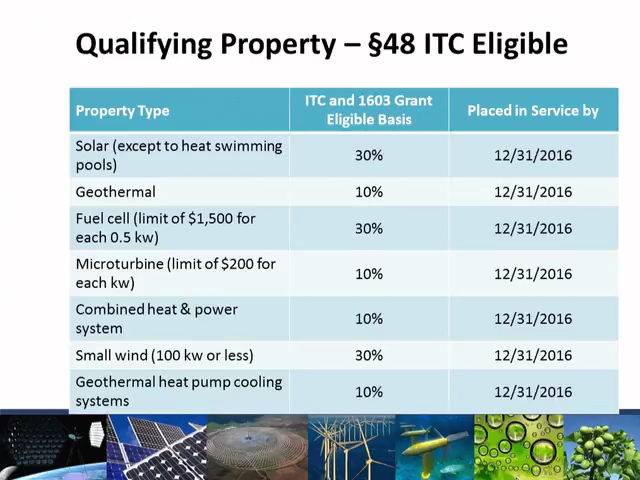 Qualifying Property – §48 ITC Eligible
Property Type
ITC and 1603 Grant
Eligible Basis
Placed in Service by
Solar (except to heat swimming
pools)
30%
12/31/2016
Geothermal
10%
12/31/2016
Fuel cell (limit of $1,500 for
each 0.5 kw)
30%
12/31/2016
Microturbine (limit of $200 for
each kw)
10%
12/31/2016
Combined heat & power
system
10%
12/31/2016
Small wind (100 kw or less)
30%
12/31/2016
Geothermal heat pump cooling
systems
10%
12/31/2016